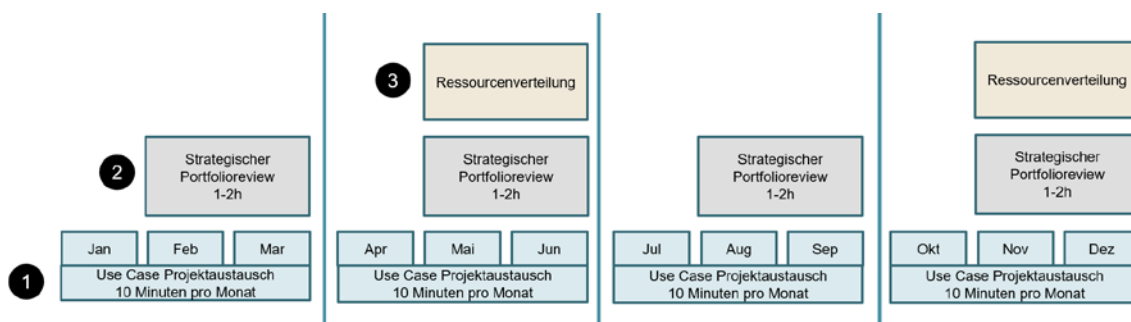 3
Ressourcenverteilung
Ressourcenverteilung
2
Strategischer
Portfolioreview
1-2h
Strategischer
Portfolioreview
1-2h
Strategischer
Portfolioreview
1-2h
Strategischer
Portfolioreview
1-2h
Jan Feb Mar
Apr Mai Jun
Jul Aug Sep
Okt Nov Dez
1
Use Case Projektaustausch
10 Minuten pro Monat
Use Case Projektaustausch
10 Minuten pro Monat
Use Case Projektaustausch
10 Minuten pro Monat
Use Case Projektaustausch
10 Minuten pro Monat